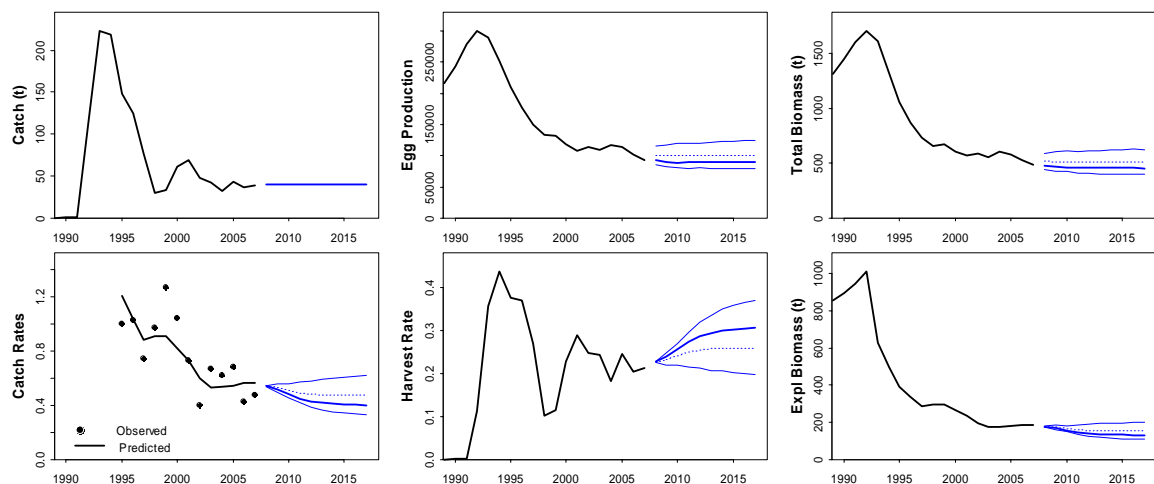 Catch (t)
0 50 100 150 200
1990 1995 2000 2005 2010 2015
Egg Production
0 50000 150000 250000
1990 1995 2000 2005 2010 2015
Total Biomass (t)
0 500 1000 1500
1990 1995 2000 2005 2010 2015
Catch Rates
0.0 0.4 0.8 1.2
Observed
Predicted
1990 1995 2000 2005 2010 2015
Harvest Rate
0.0 0.1 0.2 0.3 0.4
1990 1995 2000 2005 2010 2015
Expl Biomass (t)
0 200 400 600 800 1000
1990 1995 2000 2005 2010 2015